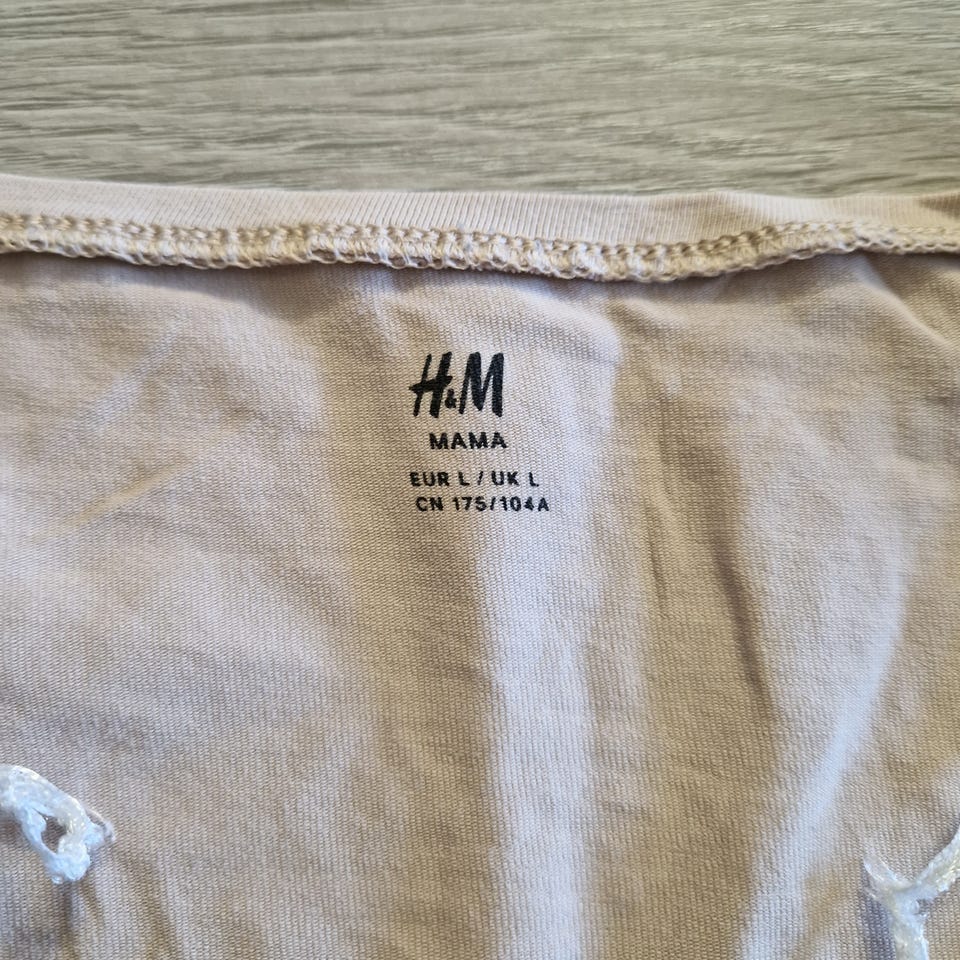 H&M
MAMA
EUR L / UK L
CN 175/104A